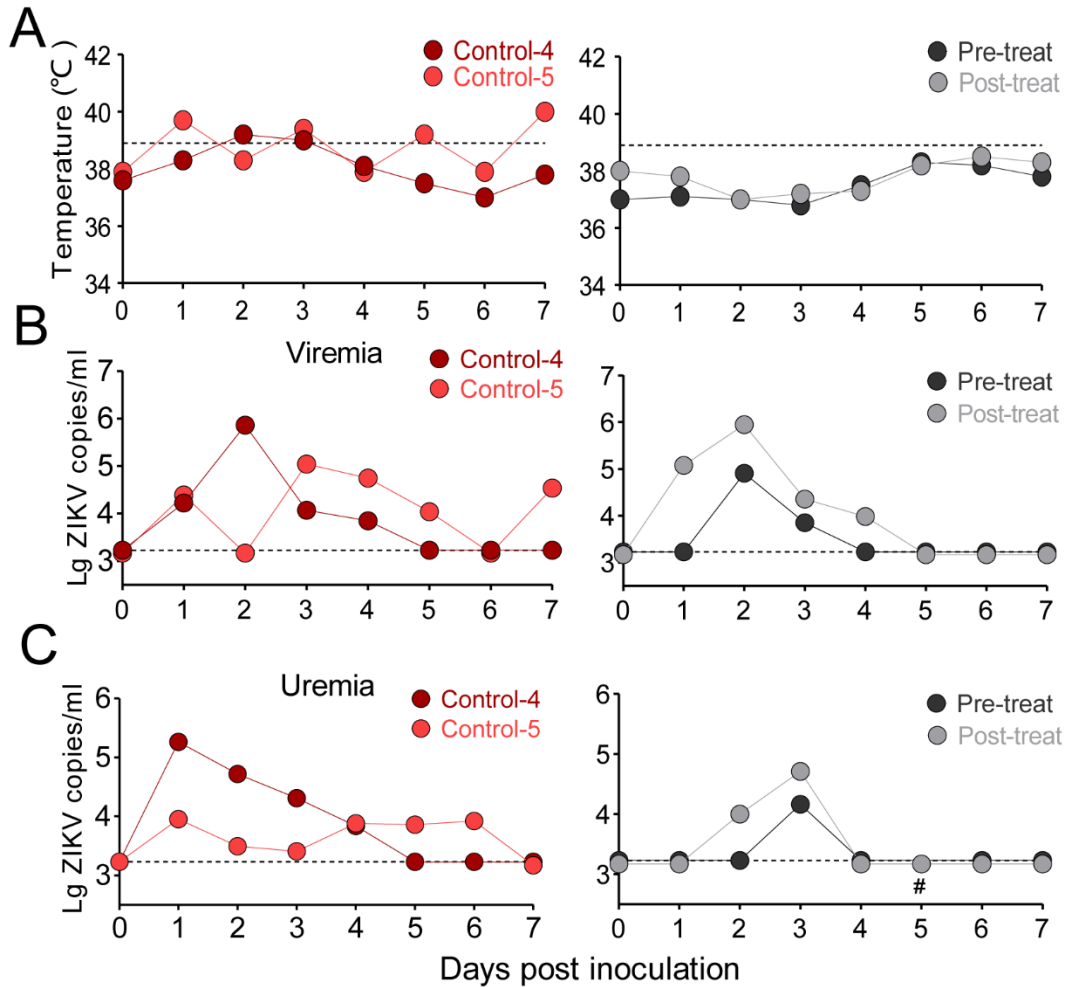 A
Temperature (℃)
42
40
38
36
34
0 1 2 3 4 5 6 7
Control-4
Control-5
42
40
38
36
34
0 1 2 3 4 5 6 7
Pre-treat
Post-treat
B
Viremia
Lg ZIKV copies/ml
7
6
5
4
3
0 1 2 3 4 5 6 7
Control-4
Control-5
7
6
5
4
3
0 1 2 3 4 5 6 7
Pre-treat
Post-treat
C
Uremia
Lg ZIKV copies/ml
6
5
4
3
0 1 2 3 4 5 6 7
Control-4
Control-5
6
5
4
3
#
0 1 2 3 4 5 6 7
Pre-treat
Post-treat
Days post inoculation